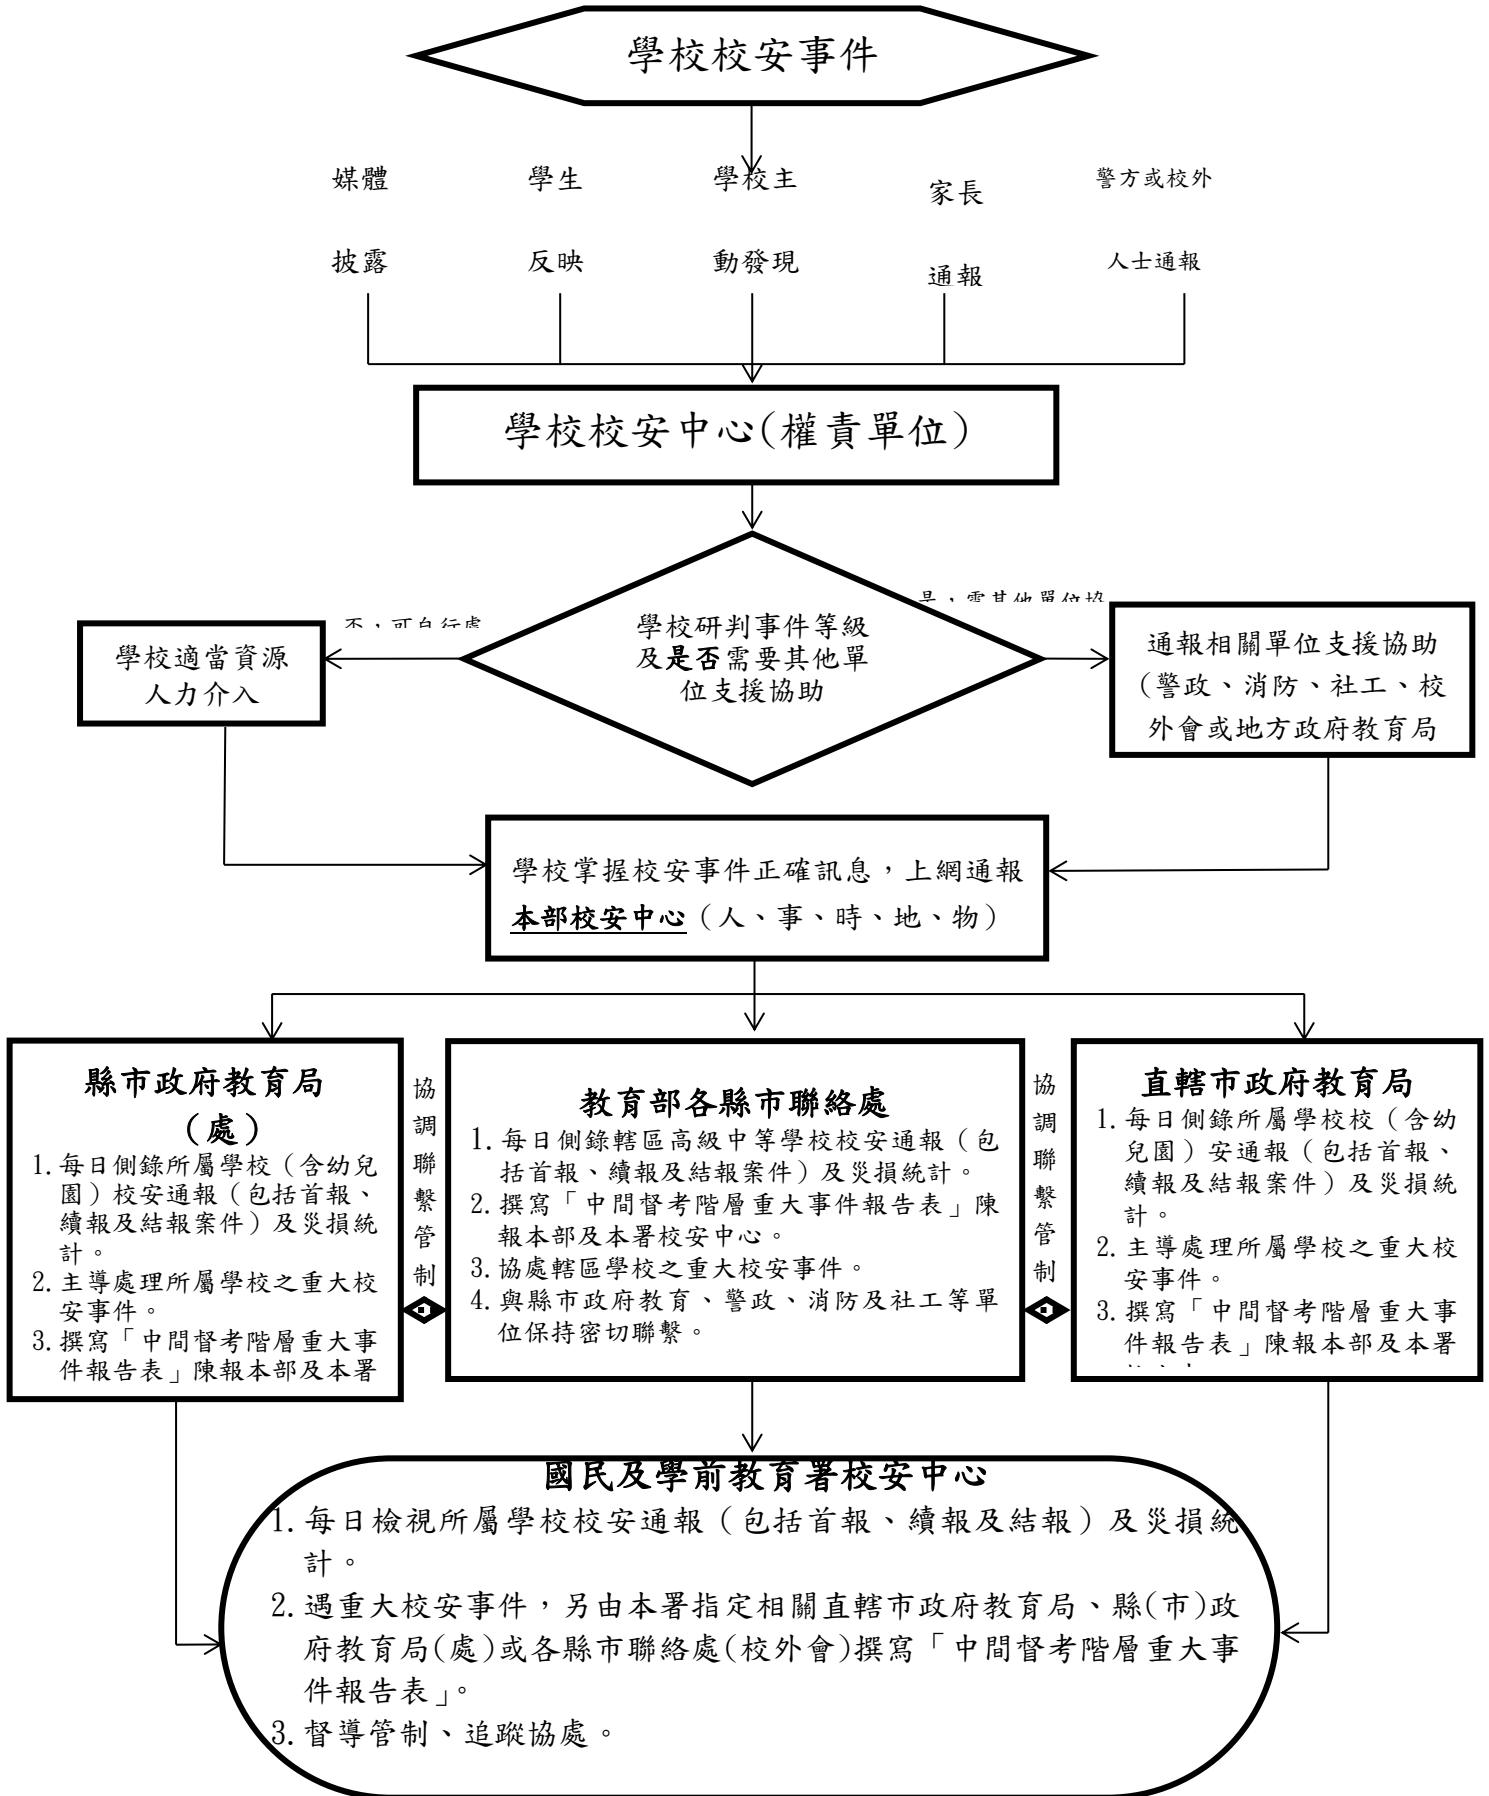 學校校安事件
媒體
披露
學生
反映
學校主
動發現
家長
通報
警方或校外
人士通報
學校校安中心(權責單位)
學校研判事件等級
及是否需要其他單
位支援協助
否，可自行處
是，需其他單位協
學校適當資源
人力介入
通報相關單位支援協助
（警政、消防、社工、校
外會或地方政府教育局
學校掌握校安事件正確訊息，上網通報
本部校安中心（人、事、時、地、物）
縣市政府教育局
（處）
1.每日側錄所屬學校（含幼兒
園）校安通報（包括首報、
續報及結報案件）及災損統
計。
2.主導處理所屬學校之重大校
安事件。
3.撰寫「中間督考階層重大事
件報告表」陳報本部及本署
協
調
聯
繫
管
制
教育部各縣市聯絡處
1.每日側錄轄區高級中等學校校安通報（包
括首報、續報及結報案件）及災損統計。
2.撰寫「中間督考階層重大事件報告表」陳
報本部及本署校安中心。
3.協處轄區學校之重大校安事件。
4.與縣市政府教育、警政、消防及社工等單
位保持密切聯繫。
協
調
聯
繫
管
制
直轄市政府教育局
1.每日側錄所屬學校校（含幼
兒園）安通報（包括首報、
續報及結報案件）及災損統
計。
2.主導處理所屬學校之重大校
安事件。
3.撰寫「中間督考階層重大事
件報告表」陳報本部及本署
國民及學前教育署校安中心
1.每日檢視所屬學校校安通報（包括首報、續報及結報）及災損統
計。
2.遇重大校安事件，另由本署指定相關直轄市政府教育局、縣(市)政
府教育局(處)或各縣市聯絡處(校外會)撰寫「中間督考階層重大事
件報告表」。
3.督導管制、追蹤協處。